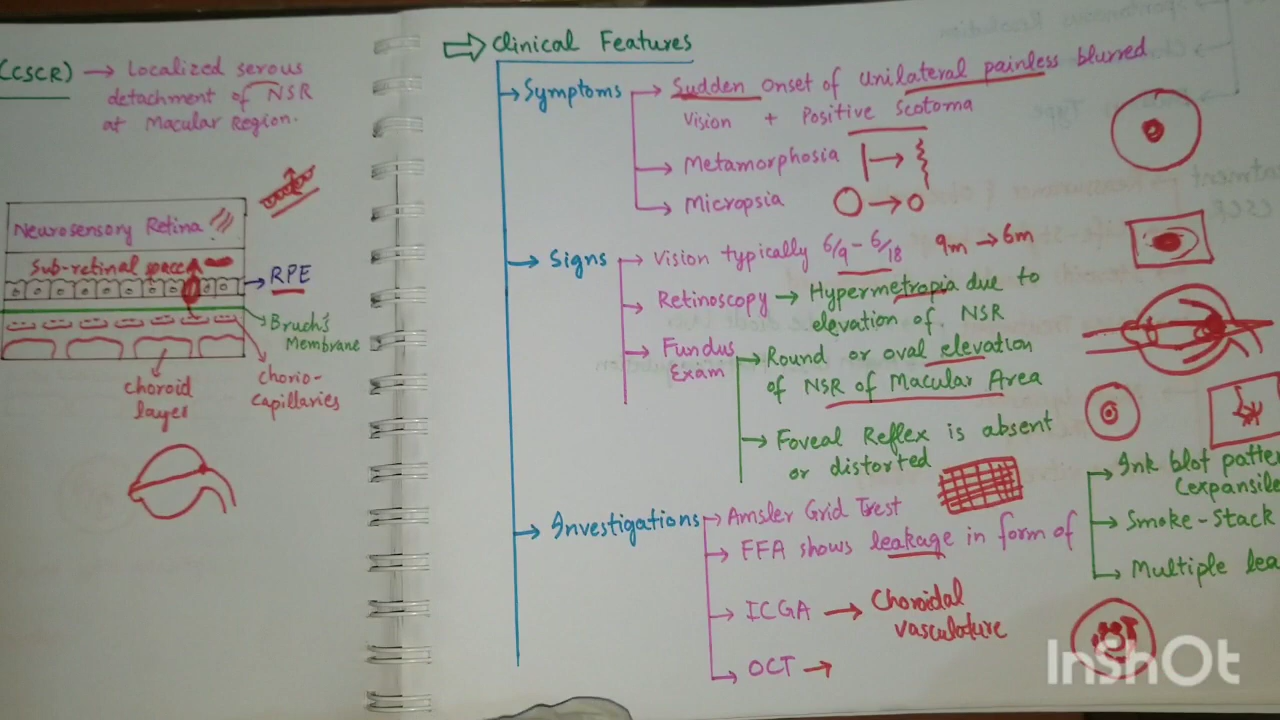 (CSCR) → Localized serous
detachment of NSR
at Macular Region.
Neurosensory Retina
Sub-retinal space
RPE
Bruch's
Membrane
choroid
layer
chorio-
capillaries
⇒ Clinical Features
→ Symptoms
→ Sudden onset of unilateral painless blurred
Vision + Positive Scotoma
→ Metamorphosia
→ Micropsia
→ Signs
→ Vision typically 6/9 - 6/18 9m → 6m
→ Retinoscopy → Hypermetropia due to
elevation of NSR
→ Fundus
Exam
→ Round or oval elevation
of NSR of Macular Area
→ Foveal Reflex is absent
or distorted
→ Investigations
→ Amsler Grid Trest
→ FFA shows leakage in form of
→ Ink blot patte
(expansile
→ Smoke-Stack
→ Multiple lea
→ ICGA → Choroidal
vasculature
→ OCT →
InShOt